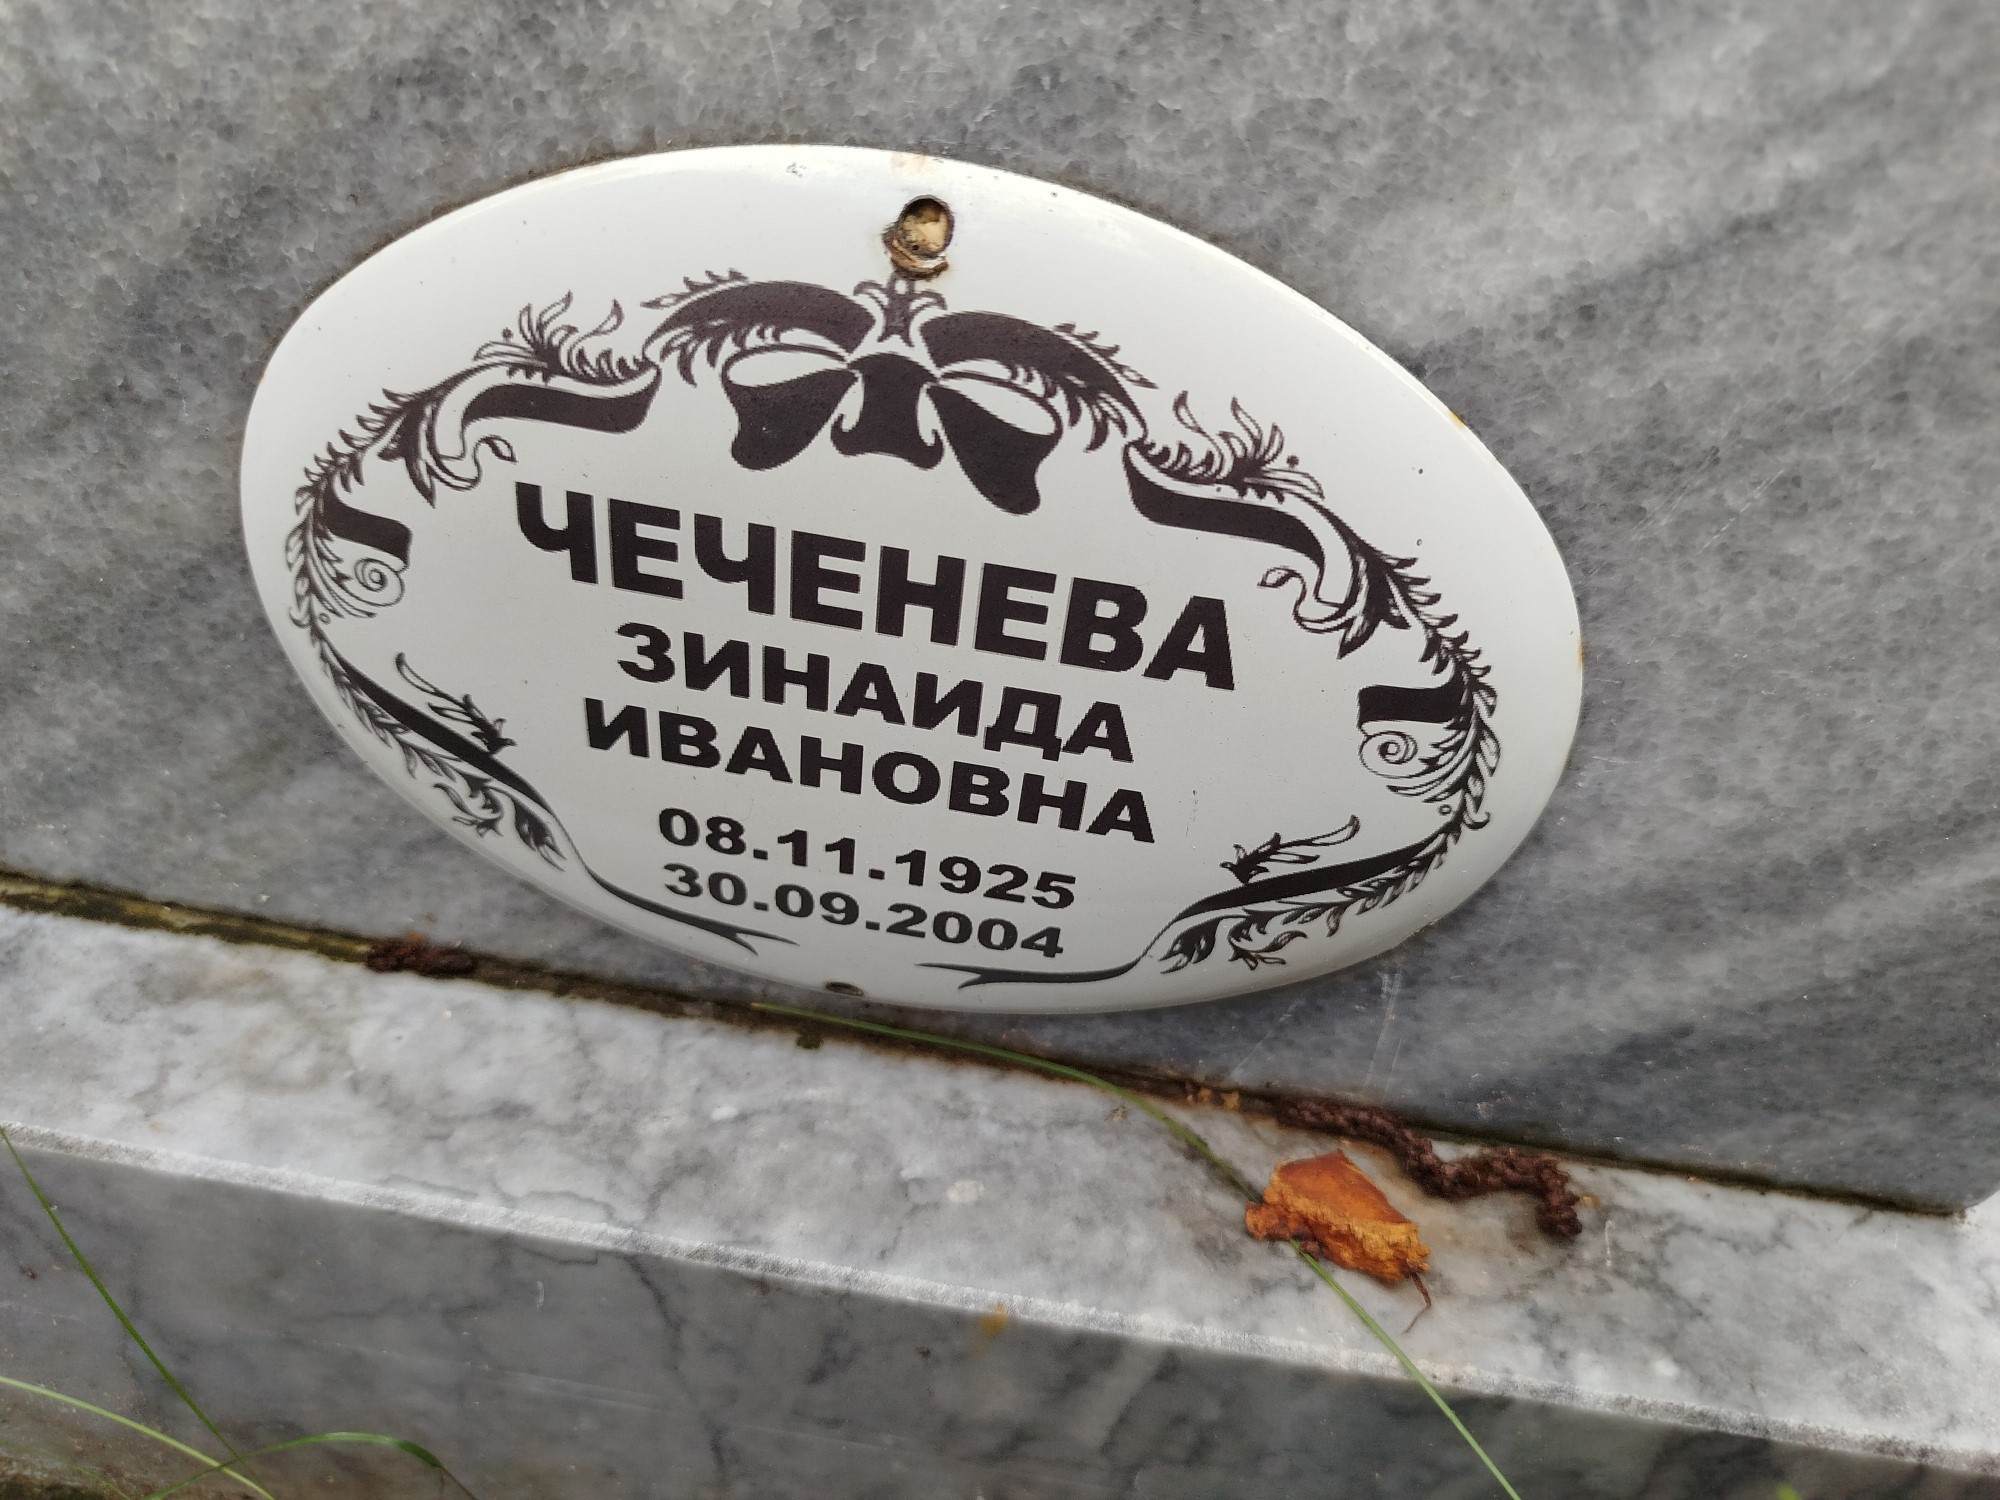 ЧЕЧЕНЕВА
ЗИНАИДА
ИВАНОВНА
08.11.1925
30.09.2004